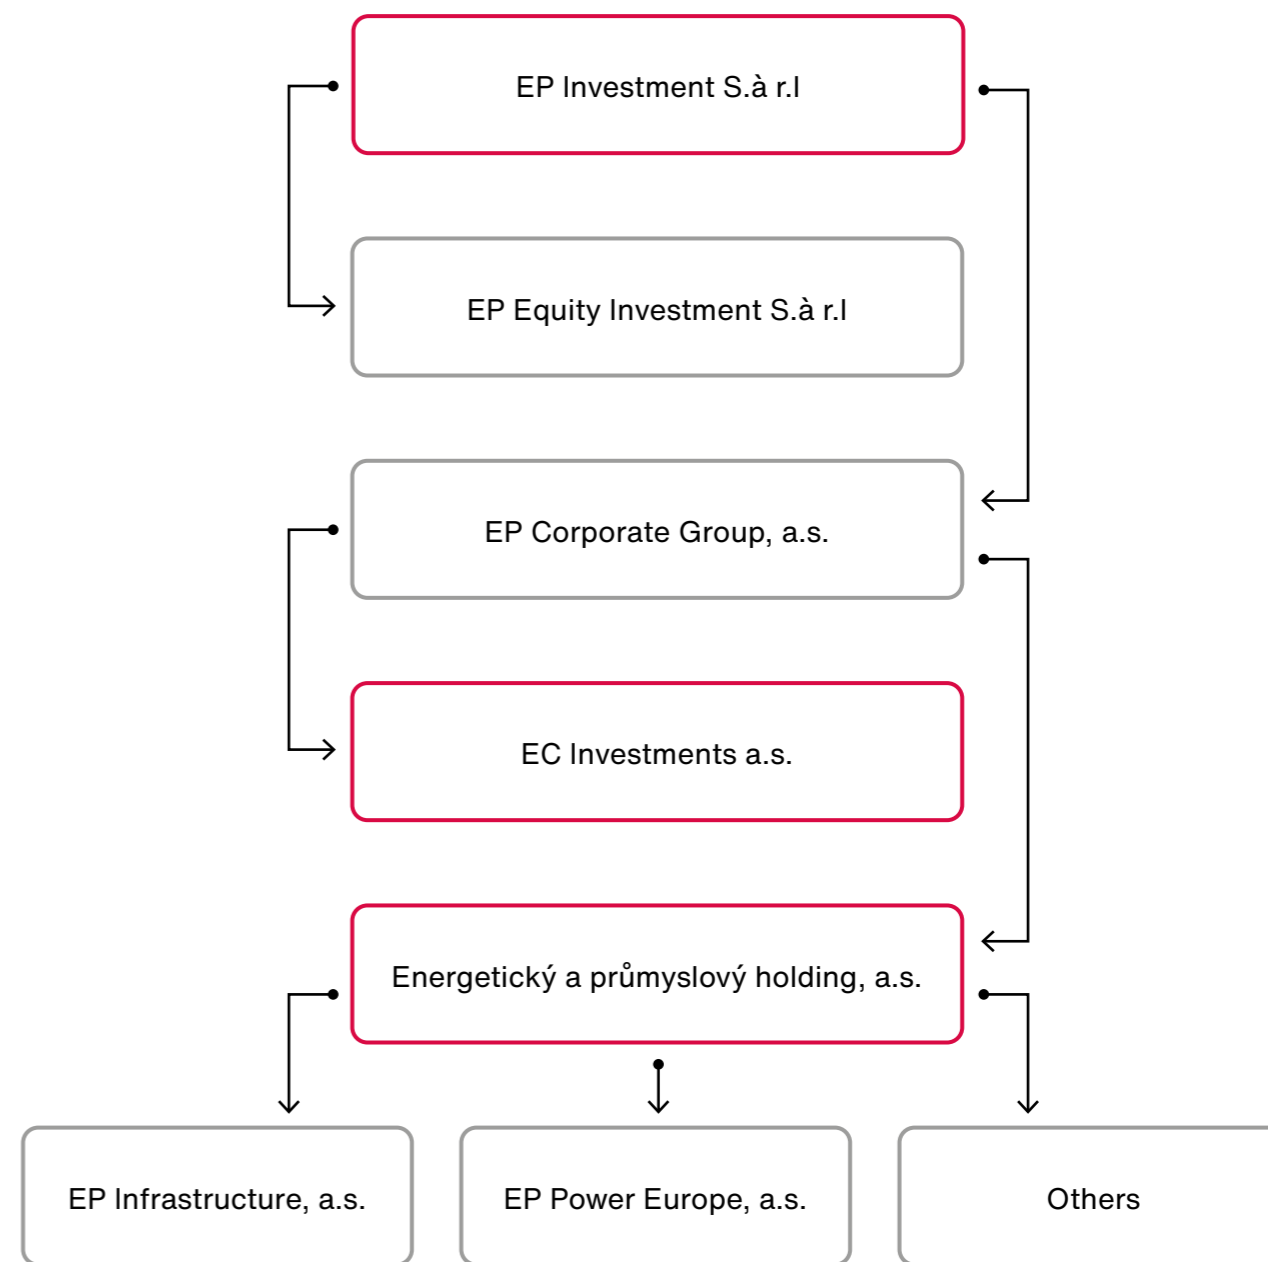 EP Investment S.à r.l
EP Equity Investment S.à r.l
EP Corporate Group, a.s.
EC Investments a.s.
Energetický a průmyslový holding, a.s.
EP Infrastructure, a.s.
EP Power Europe, a.s.
Others